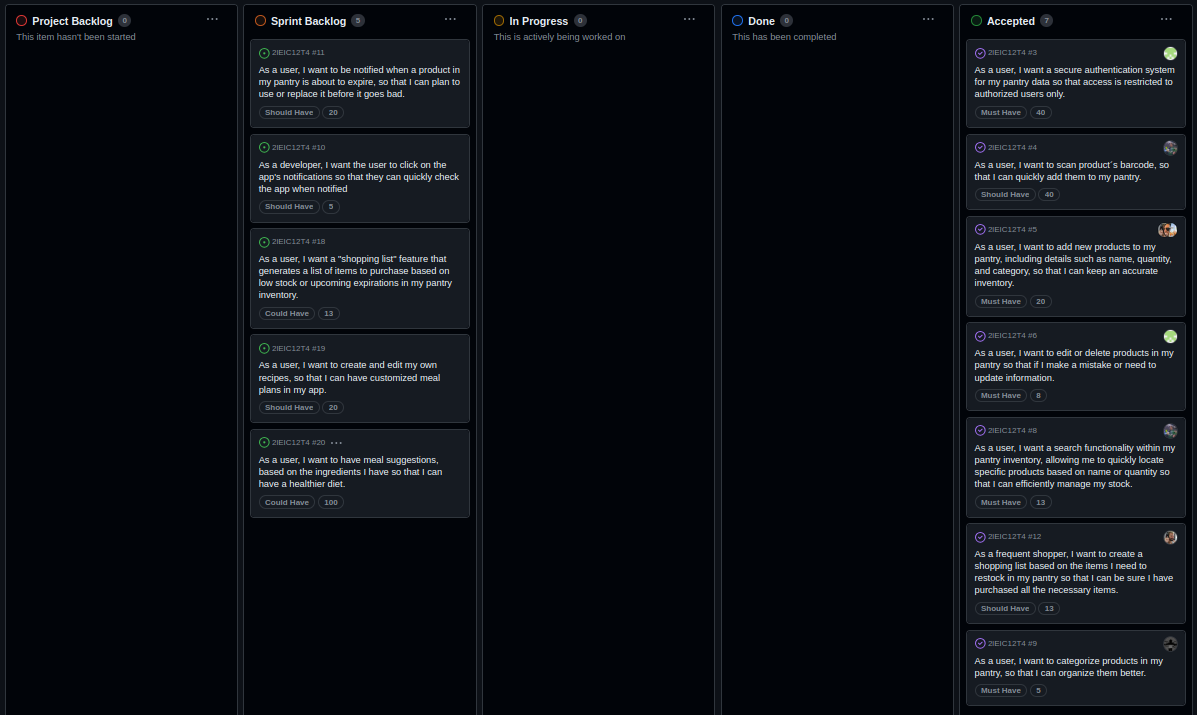 Project Backlog 0 ...
This item hasn't been started
Sprint Backlog 5 ...
2IEIC12T4 #11
As a user, I want to be notified when a product in
my pantry is about to expire, so that I can plan to
use or replace it before it goes bad.
Should Have 20
2IEIC12T4 #10
As a developer, I want the user to click on the
app's notifications so that they can quickly check
the app when notified
Should Have 5
2IEIC12T4 #18
As a user, I want a "shopping list" feature that
generates a list of items to purchase based on
low stock or upcoming expirations in my pantry
inventory.
Could Have 13
2IEIC12T4 #19
As a user, I want to create and edit my own
recipes, so that I can have customized meal
plans in my app.
Should Have 20
2IEIC12T4 #20 ...
As a user, I want to have meal suggestions,
based on the ingredients I have so that I can
have a healthier diet.
Could Have 100
In Progress 0 ...
This is actively being worked on
Done 0 ...
This has been completed
Accepted 7 ...
2IEIC12T4 #3
As a user, I want a secure authentication system
for my pantry data so that access is restricted to
authorized users only.
Must Have 40
2IEIC12T4 #4
As a user, I want to scan product´s barcode, so
that I can quickly add them to my pantry.
Should Have 40
2IEIC12T4 #5
As a user, I want to add new products to my
pantry, including details such as name, quantity,
and category, so that I can keep an accurate
inventory.
Must Have 20
2IEIC12T4 #6
As a user, I want to edit or delete products in my
pantry so that if I make a mistake or need to
update information.
Must Have 8
2IEIC12T4 #8
As a user, I want a search functionality within my
pantry inventory, allowing me to quickly locate
specific products based on name or quantity so
that I can efficiently manage my stock.
Must Have 13
2IEIC12T4 #12
As a frequent shopper, I want to create a
shopping list based on the items I need to
restock in my pantry so that I can be sure I have
purchased all the necessary items.
Should Have 13
2IEIC12T4 #9
As a user, I want to categorize products in my
pantry, so that I can organize them better.
Must Have 5